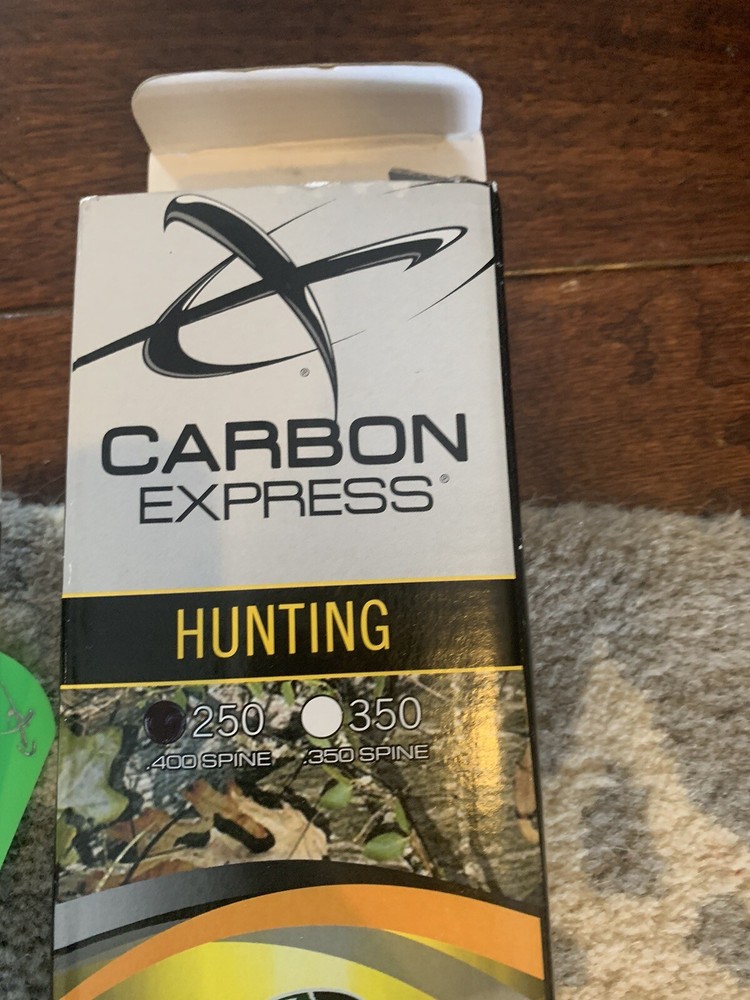 ®
CARBON
EXPRESS®
HUNTING
250 350
.400 SPINE .350 SPINE